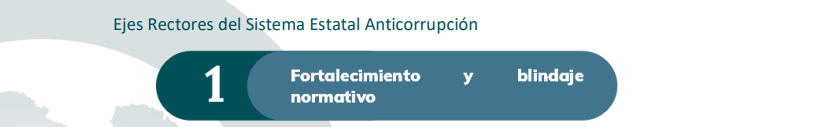 Ejes Rectores del Sistema Estatal Anticorrupción
1
Fortalecimiento y blindaje
normativo